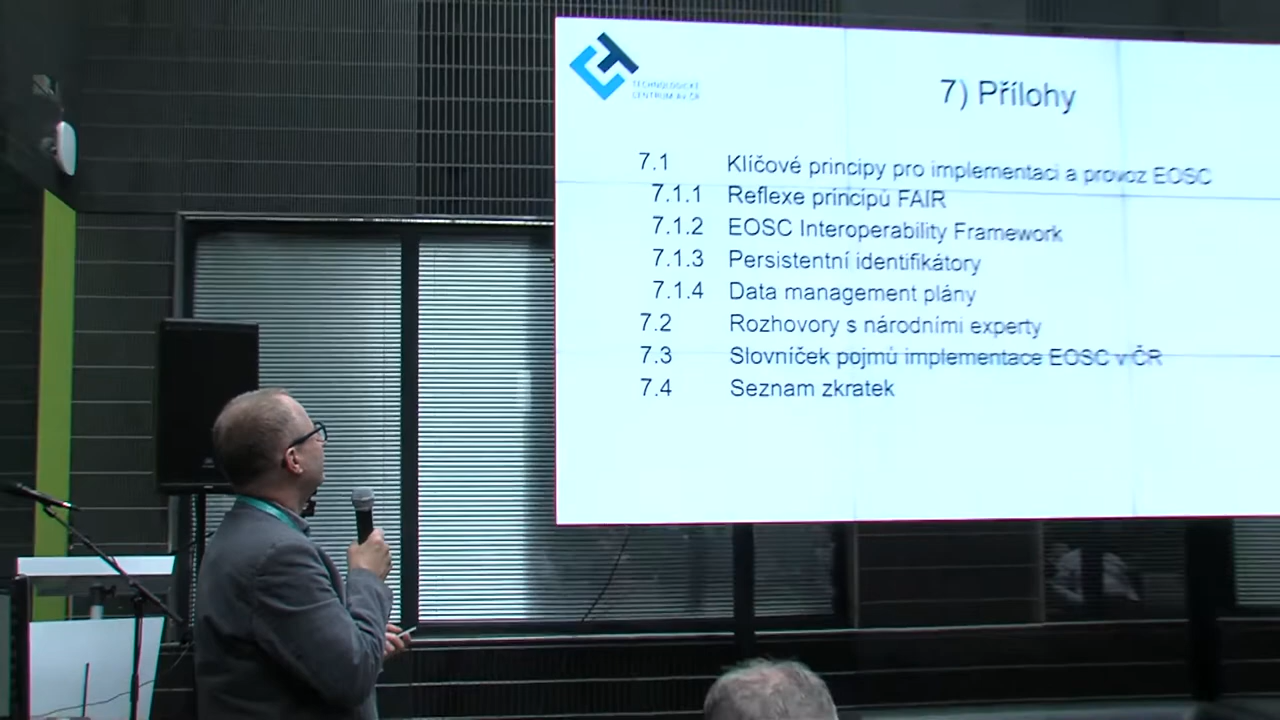 TECHNOLOGICKÉ
CENTRUM AV ČR
7) Přílohy
7.1 Klíčové principy pro implementaci a provoz EOSC
7.1.1 Reflexe principů FAIR
7.1.2 EOSC Interoperability Framework
7.1.3 Persistentní identifikátory
7.1.4 Data management plány
7.2 Rozhovory s národními experty
7.3 Slovníček pojmů implementace EOSC v ČR
7.4 Seznam zkratek